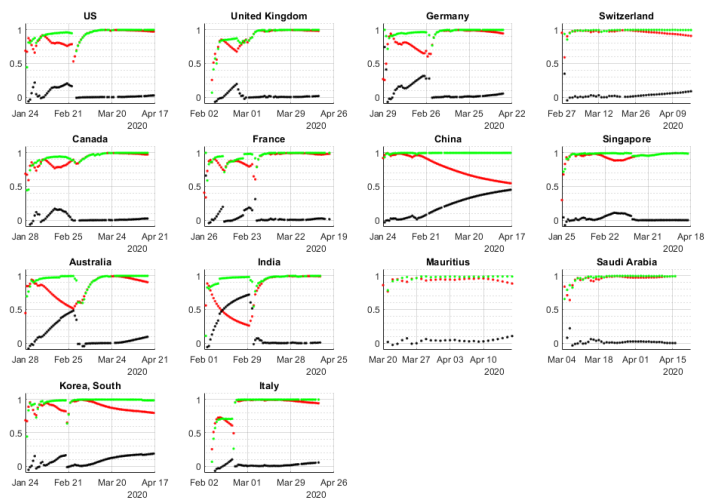 US United Kingdom Germany Switzerland
1 1 1 1
0.5 0.5 0.5 0.5
0 0 0 0
Jan 24 Feb 21 Mar 20 Apr 17 Feb 02 Mar 01 Mar 29 Apr 26 Jan 29 Feb 26 Mar 25 Apr 22 Feb 27 Mar 12 Mar 26 Apr 09
2020 2020 2020 2020
Canada France China Singapore
1 1 1 1
0.5 0.5 0.5 0.5
0 0 0 0
Jan 28 Feb 25 Mar 24 Apr 21 Jan 26 Feb 23 Mar 22 Apr 19 Jan 24 Feb 21 Mar 20 Apr 17 Jan 25 Feb 22 Mar 21 Apr 18
2020 2020 2020 2020
Australia India Mauritius Saudi Arabia
1 1 1 1
0.5 0.5 0.5 0.5
0 0 0 0
Jan 28 Feb 25 Mar 24 Apr 21 Feb 01 Feb 29 Mar 28 Apr 25 Mar 20 Mar 27 Apr 03 Apr 10 Mar 04 Mar 18 Apr 01 Apr 15
2020 2020 2020 2020
Korea, South Italy
1 1
0.5 0.5
0 0
Jan 24 Feb 21 Mar 20 Apr 17 Feb 02 Mar 01 Mar 29 Apr 26
2020 2020